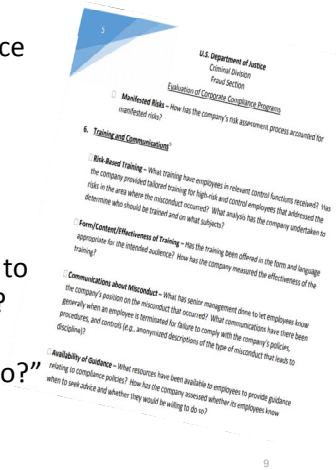 ce
to
?
o?"
5
U.S. Department of Justice
Criminal Division
Fraud Section
Evaluation of Corporate Compliance Programs
Manifested Risks – How has the company's risk assessment process accounted for
manifested risks?
6. Training and Communications
Risk-Based Training – What training have employees in relevant control functions received? Has
the company provided tailored training for high-risk and control employees that addressed the
risks in the area where the misconduct occurred? What analysis has the company undertaken to
determine who should be trained and on what subjects?
Form/Content/Effectiveness of Training – Has the training been offered in the form and language
appropriate for the intended audience? How has the company measured the effectiveness of the
training?
Communications about Misconduct – What has senior management done to let employees know
the company's position on the misconduct that occurred? What communications have there been
generally when an employee is terminated for failure to comply with the company's policies,
procedures, and controls (e.g., anonymized descriptions of the type of misconduct that leads to
discipline)?
Availability of Guidance – What resources have been available to employees to provide guidance
relating to compliance policies? How has the company assessed whether its employees know
when to seek advice and whether they would be willing to do so?
9